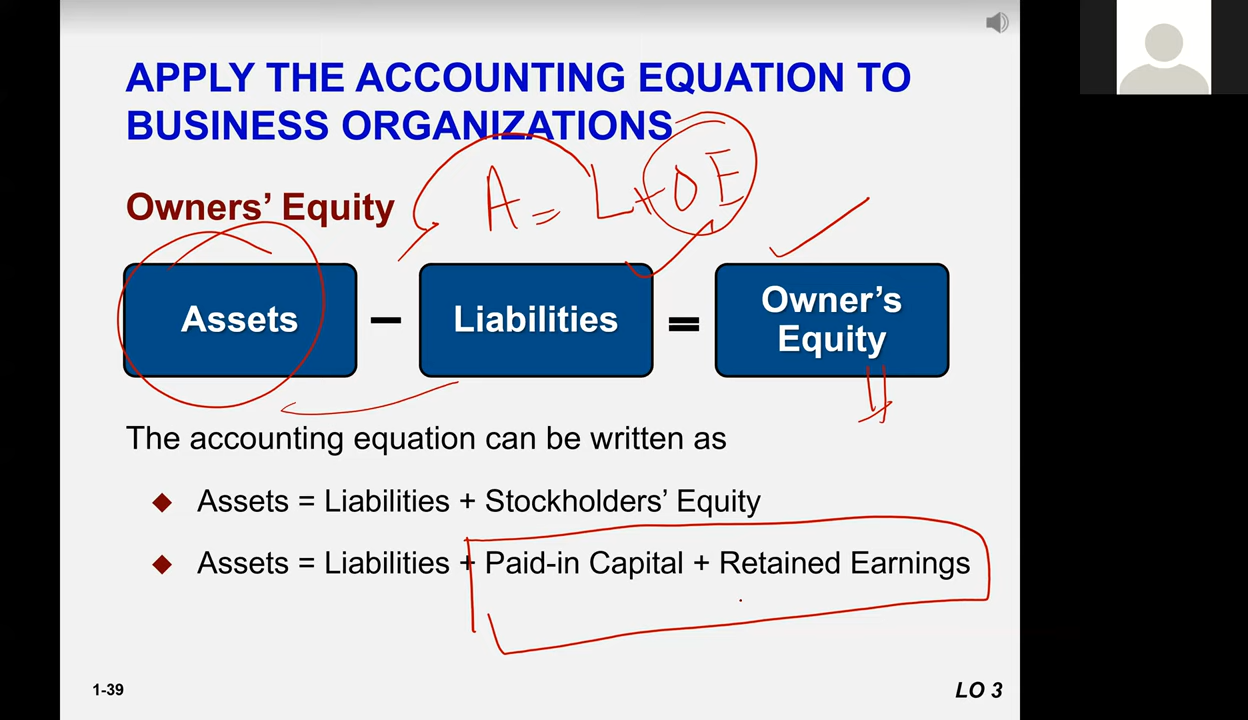 APPLY THE ACCOUNTING EQUATION TO
BUSINESS ORGANIZATIONS
A = L + O E
Owners’ Equity
Assets – Liabilities = Owner’s
Equity
The accounting equation can be written as
Assets = Liabilities + Stockholders’ Equity
Assets = Liabilities + Paid-in Capital + Retained Earnings
1-39
LO 3